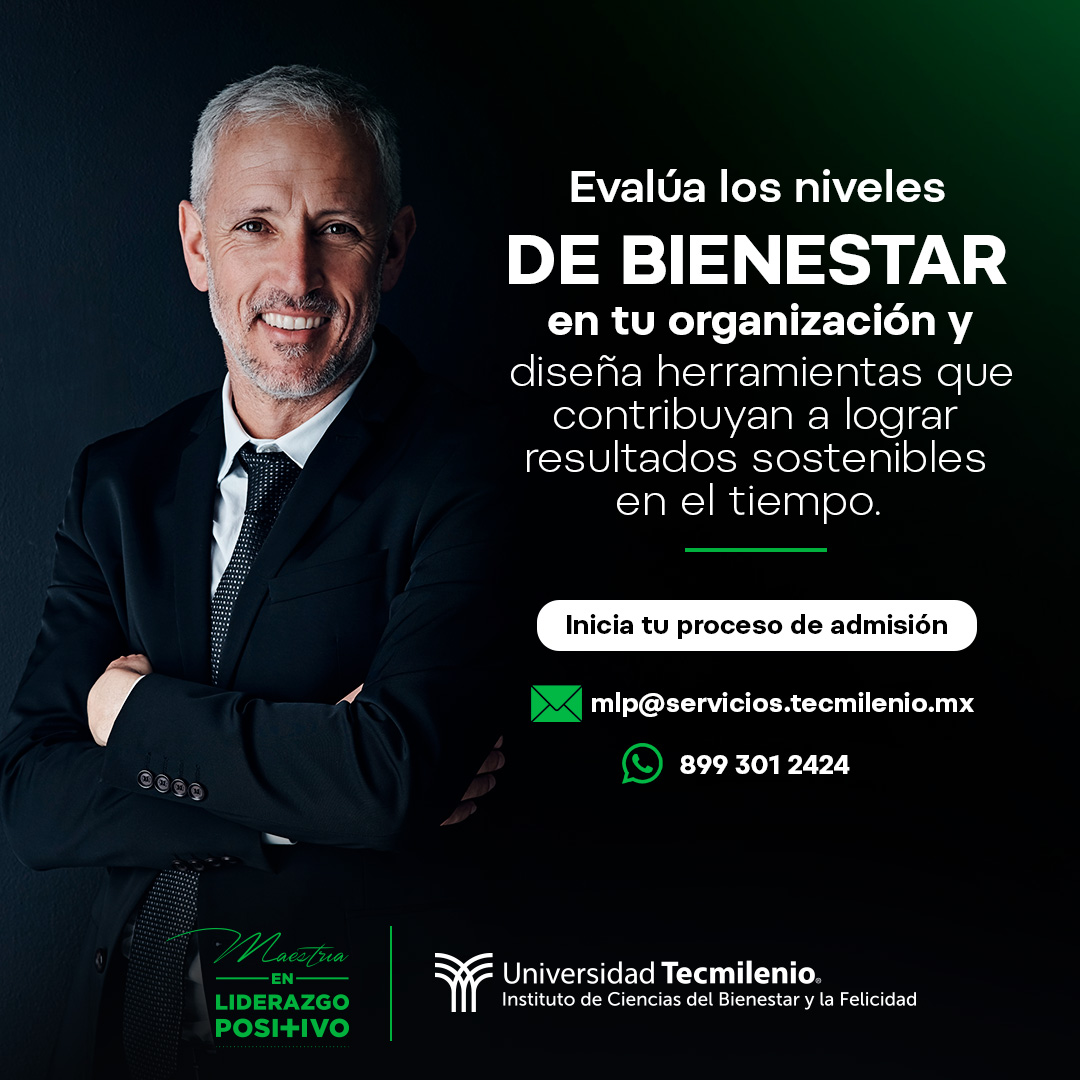 Evalúa los niveles
DE BIENESTAR
en tu organización y
diseña herramientas que
contribuyan a lograr
resultados sostenibles
en el tiempo.
Inicia tu proceso de admisión
mlp@servicios.tecmilenio.mx
899 301 2424
Maestría
EN
LIDERAZGO
POSI+IVO
Universidad Tecmilenio®
Instituto de Ciencias del Bienestar y la Felicidad